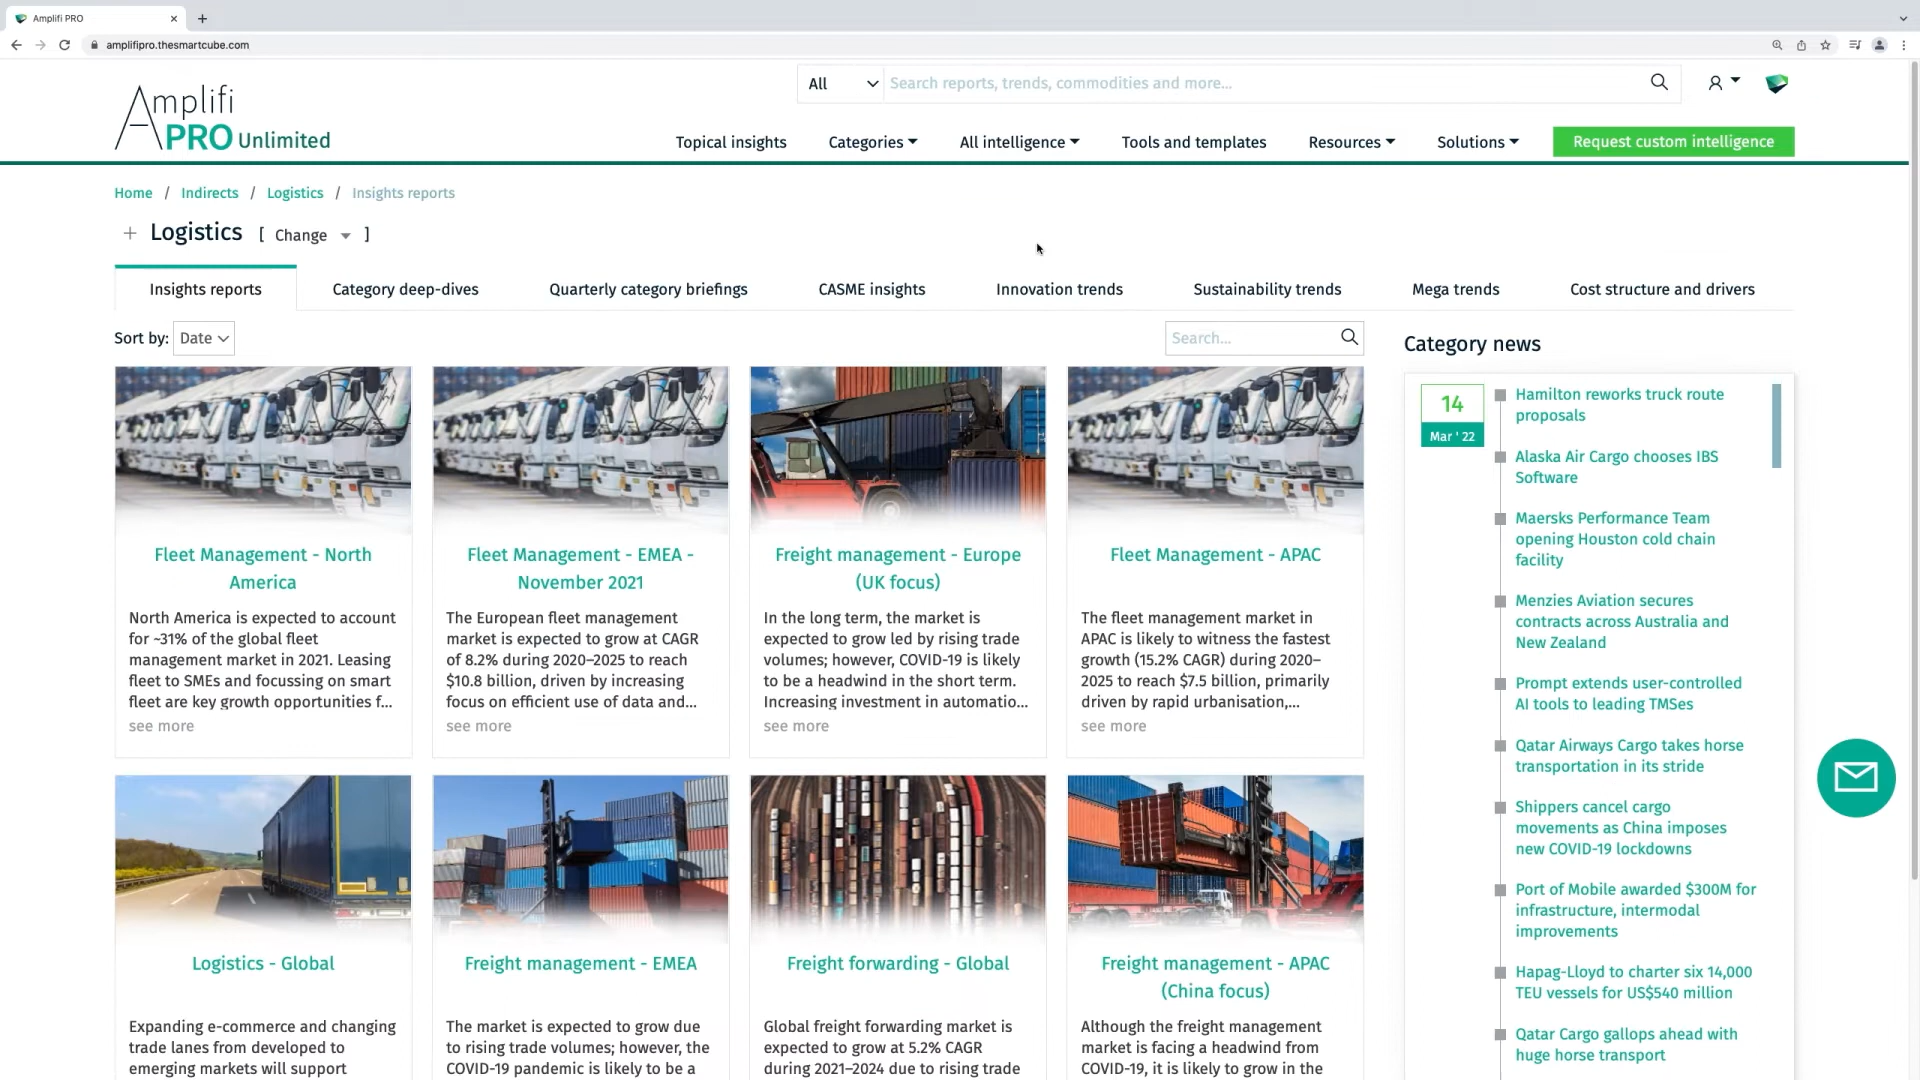 Amplifi PRO
amplifipro.thesmartcube.com
All
Search reports, trends, commodities and more...
Amplifi
PRO Unlimited
Topical insights
Categories
All intelligence
Tools and templates
Resources
Solutions
Request custom intelligence
Home / Indirects / Logistics / Insights reports
+ Logistics [ Change ]
Insights reports
Category deep-dives
Quarterly category briefings
CASME insights
Innovation trends
Sustainability trends
Mega trends
Cost structure and drivers
Sort by: Date
Search...
Fleet Management - North
America
North America is expected to account
for ~31% of the global fleet
management market in 2021. Leasing
fleet to SMEs and focussing on smart
fleet are key growth opportunities f...
see more
Fleet Management - EMEA -
November 2021
The European fleet management
market is expected to grow at CAGR
of 8.2% during 2020–2025 to reach
$10.8 billion, driven by increasing
focus on efficient use of data and...
see more
Freight management - Europe
(UK focus)
In the long term, the market is
expected to grow led by rising trade
volumes; however, COVID-19 is likely
to be a headwind in the short term.
Increasing investment in automatio...
see more
Fleet Management - APAC
The fleet management market in
APAC is likely to witness the fastest
growth (15.2% CAGR) during 2020–
2025 to reach $7.5 billion, primarily
driven by rapid urbanisation,...
see more
Logistics - Global
Expanding e-commerce and changing
trade lanes from developed to
emerging markets will support
Freight management - EMEA
The market is expected to grow due
to rising trade volumes; however, the
COVID-19 pandemic is likely to be a
Freight forwarding - Global
Global freight forwarding market is
expected to grow at 5.2% CAGR
during 2021–2024 due to rising trade
Freight management - APAC
(China focus)
Although the freight management
market is facing a headwind from
COVID-19, it is likely to grow in the
Category news
14
Mar ' 22
Hamilton reworks truck route
proposals
Alaska Air Cargo chooses IBS
Software
Maersks Performance Team
opening Houston cold chain
facility
Menzies Aviation secures
contracts across Australia and
New Zealand
Prompt extends user-controlled
AI tools to leading TMSes
Qatar Airways Cargo takes horse
transportation in its stride
Shippers cancel cargo
movements as China imposes
new COVID-19 lockdowns
Port of Mobile awarded $300M for
infrastructure, intermodal
improvements
Hapag-Lloyd to charter six 14,000
TEU vessels for US$540 million
Qatar Cargo gallops ahead with
huge horse transport